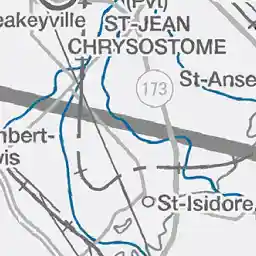 (Pvt)
eakeyville
ST-JEAN
CHRYSOSTOME
173
St-Anse
nbert-
vis
St-Isidore,